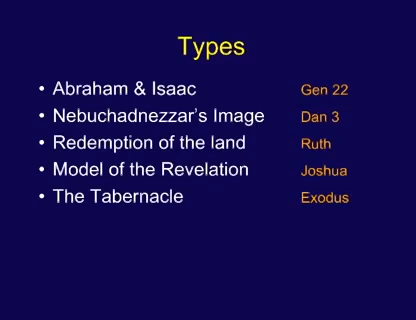 Types
• Abraham & Isaac Gen 22
• Nebuchadnezzar's Image Dan 3
• Redemption of the land Ruth
• Model of the Revelation Joshua
• The Tabernacle Exodus